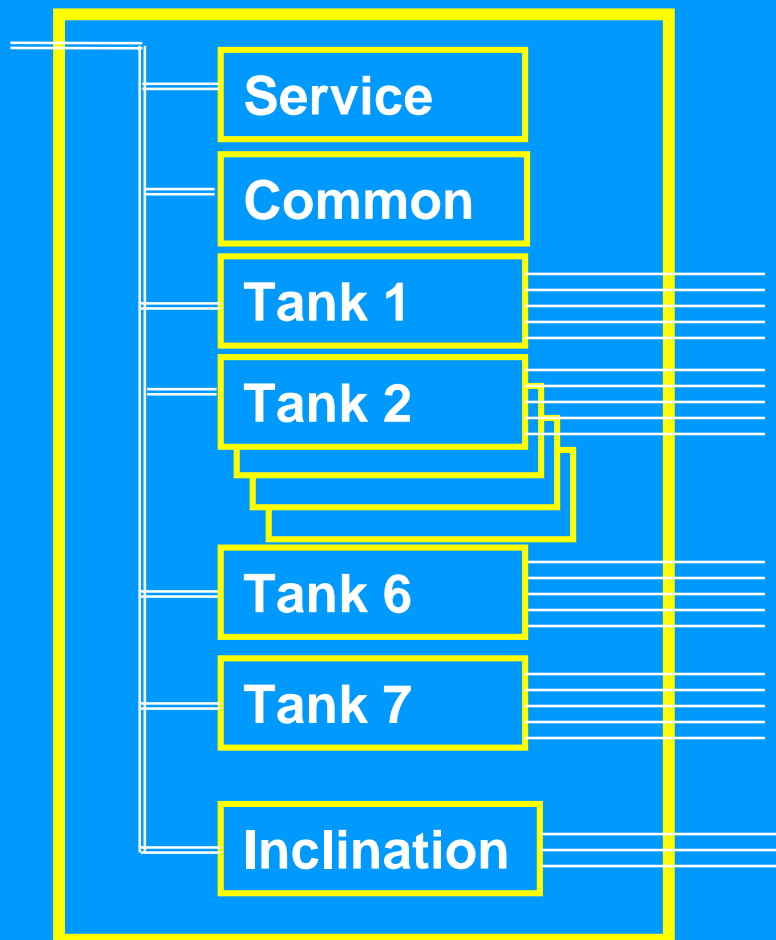 Service
Common
Tank 1
Tank 2
Tank 6
Tank 7
Inclination